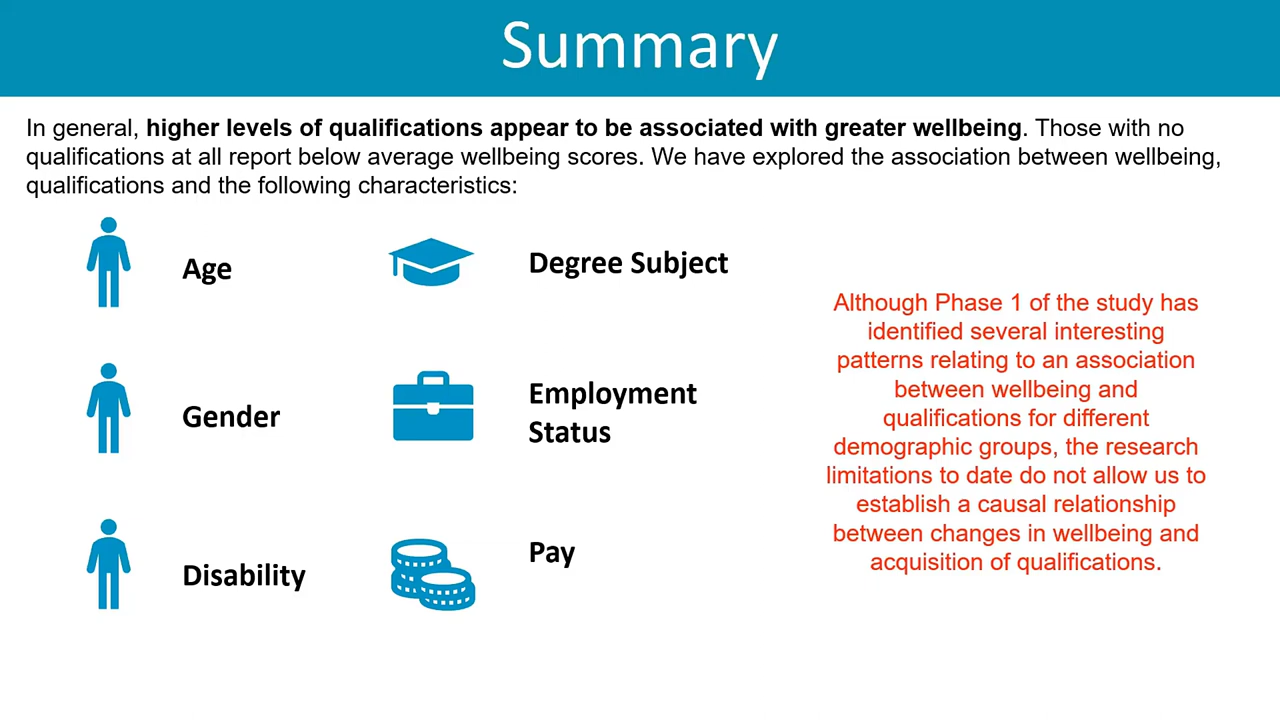 Summary
In general, higher levels of qualifications appear to be associated with greater wellbeing. Those with no
qualifications at all report below average wellbeing scores. We have explored the association between wellbeing,
qualifications and the following characteristics:
Age
Degree Subject
Gender
Employment
Status
Disability
Pay
Although Phase 1 of the study has
identified several interesting
patterns relating to an association
between wellbeing and
qualifications for different
demographic groups, the research
limitations to date do not allow us to
establish a causal relationship
between changes in wellbeing and
acquisition of qualifications.